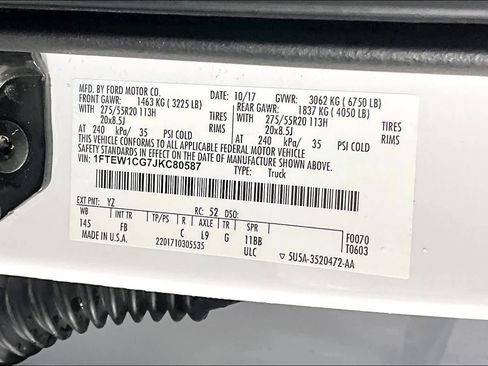 MFD. BY FORD MOTOR CO. 10/17 GVWR: 3062 KG ( 6750 LB)
FRONT GAWR: 1463 KG ( 3225 LB) REAR GAWR: 1837 KG ( 4050 LB)
275/55R20 113H TIRES 275/55R20 113H TIRES
20x8.5J RIMS 20x8.5J RIMS
AT 240 kPa/ 35 PSI COLD AT 240 kPa/ 35 PSI COLD
THIS VEHICLE CONFORMS TO ALL APPLICABLE FEDERAL MOTOR VEHICLE
SAFETY STANDARDS IN EFFECT ON THE DATE OF MANUFACTURE SHOWN ABOVE.
VIN: 1FTEW1CG7JKC80587 TYPE: Truck
EXT PNT: YZ RC: 52 DSO:
WB INT TR TP/PS R AXLE TR SPR F0070
145 FB C L9 G 11BB T0603
MADE IN U.S.A. 2201710305535 ULC ▽ 5U5A-3520472-AA